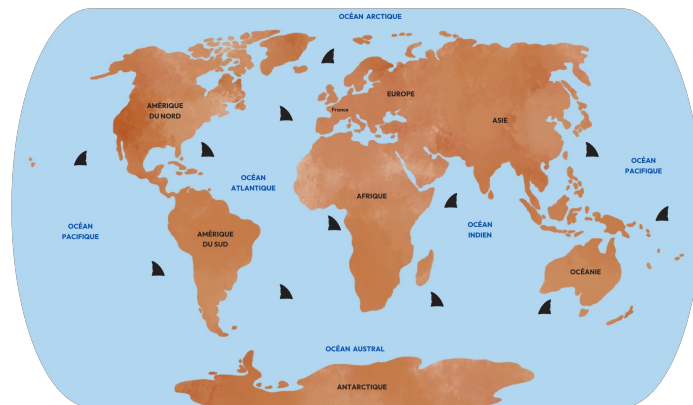 OCÉAN ARCTIQUE
AMÉRIQUE
DU NORD
EUROPE
France
ASIE
OCÉAN
ATLANTIQUE
AFRIQUE
OCÉAN
PACIFIQUE
OCÉAN
PACIFIQUE
AMÉRIQUE
DU SUD
OCÉAN
INDIEN
OCÉANIE
OCÉAN AUSTRAL
ANTARCTIQUE